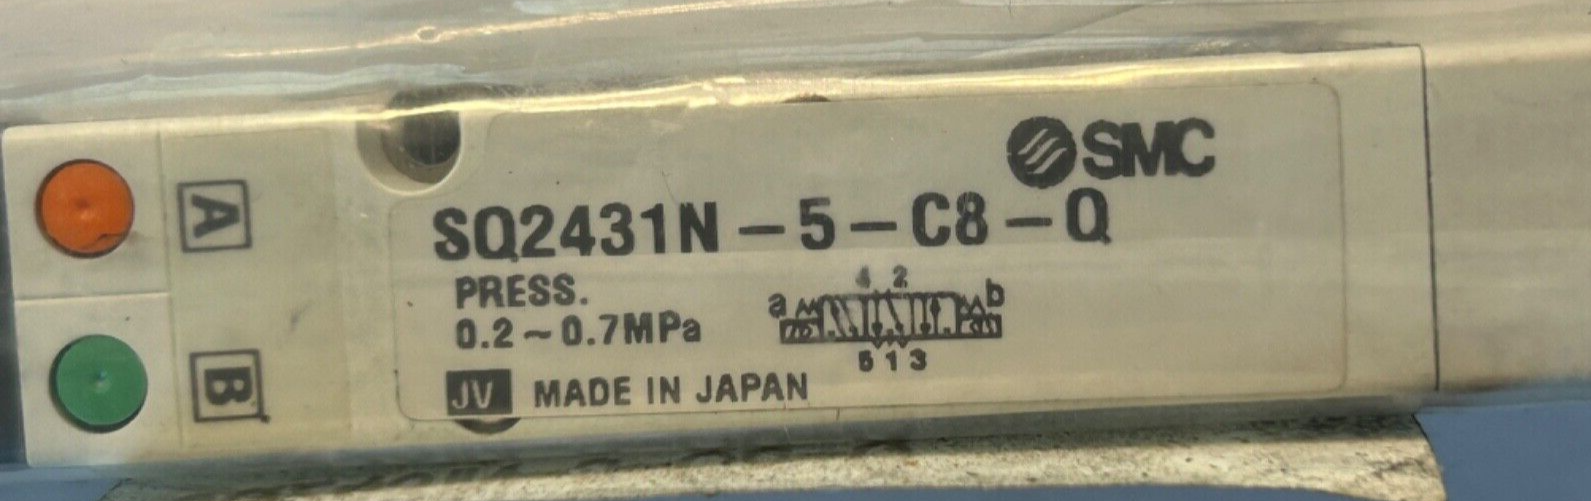 SMC
A
SQ2431N-5-C8-Q
PRESS.
0.2~0.7MPa
4 2
a b
5 1 3
B
JV MADE IN JAPAN